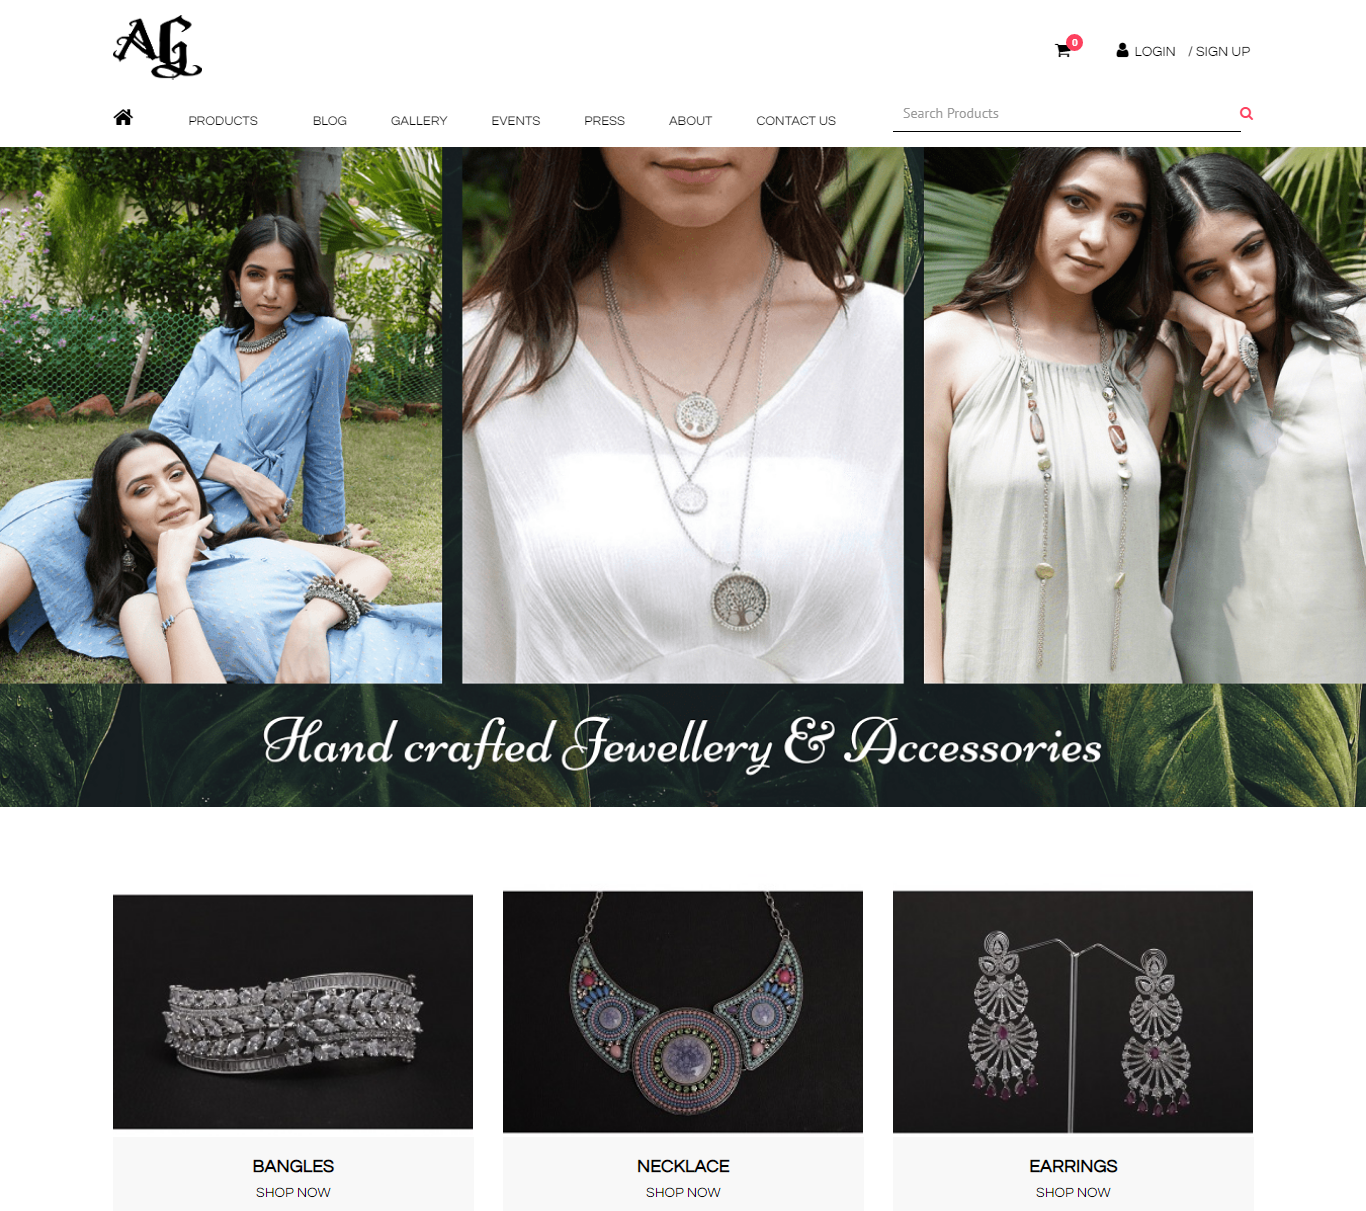 AG
0
LOGIN / SIGN UP
PRODUCTS BLOG GALLERY EVENTS PRESS ABOUT CONTACT US
Search Products
Hand crafted Jewellery & Accessories
BANGLES
SHOP NOW
NECKLACE
SHOP NOW
EARRINGS
SHOP NOW